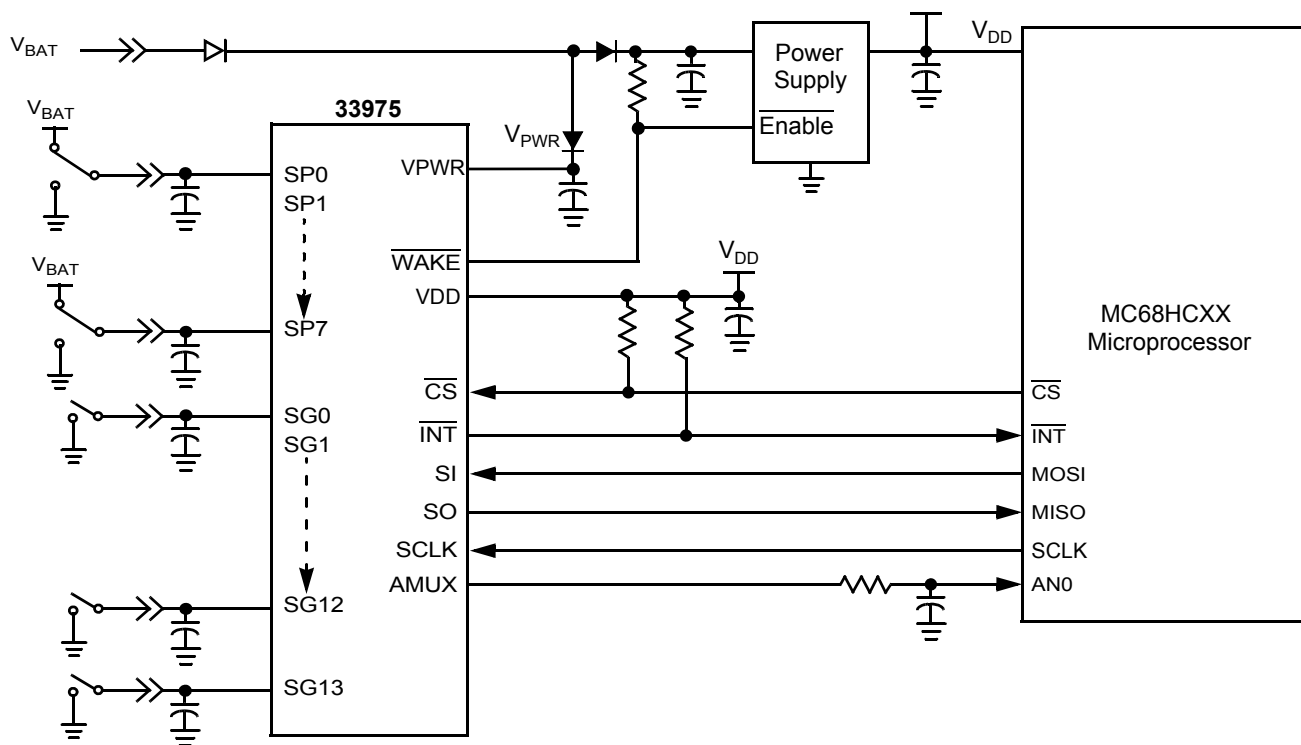 V_BAT
V_DD
Power
Supply
Enable
V_BAT
33975
V_PWR
VPWR
SP0
SP1
WAKE
V_DD
VDD
V_BAT
SP7
MC68HCXX
Microprocessor
CS
CS
SG0
SG1
INT
INT
SI
MOSI
SO
MISO
SCLK
SCLK
AMUX
AN0
SG12
SG13